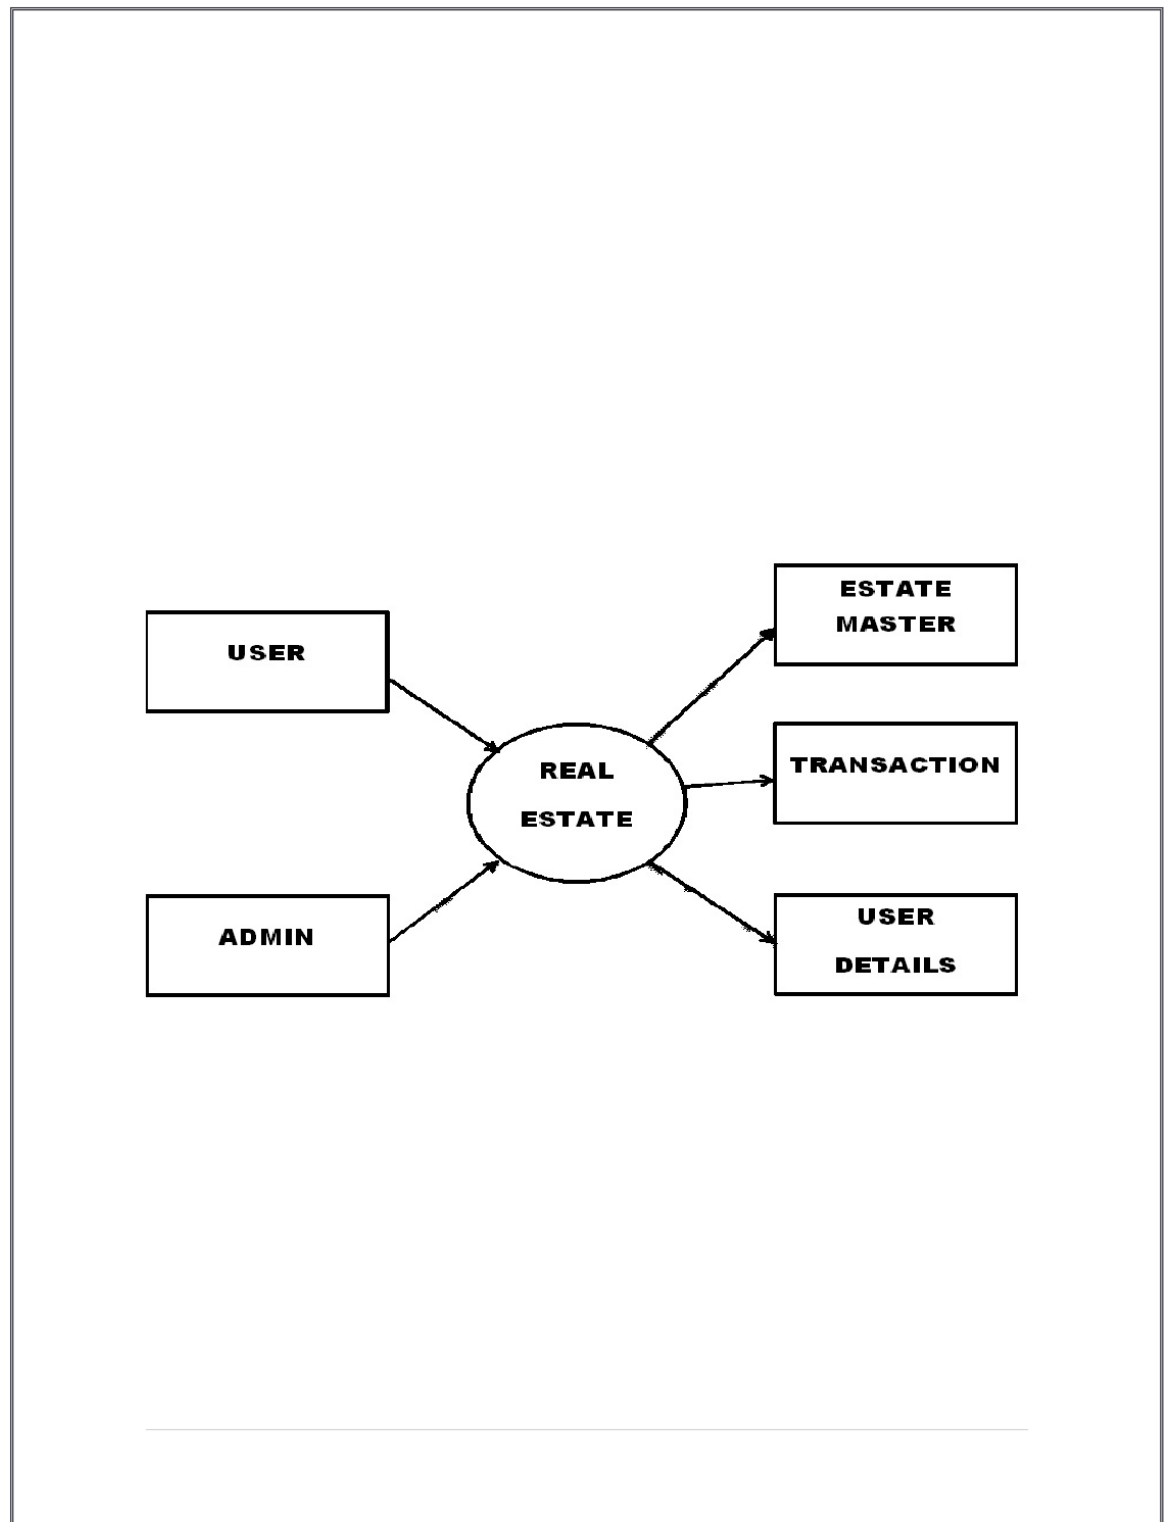 USER
ADMIN
REAL
ESTATE
ESTATE
MASTER
TRANSACTION
USER
DETAILS